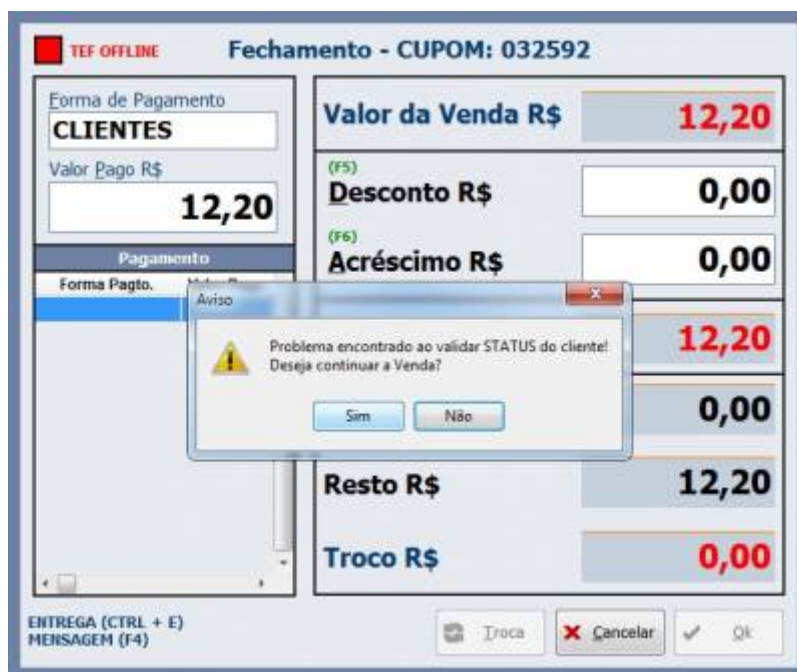 TEF OFFLINE
Fechamento - CUPOM: 032592
Forma de Pagamento
CLIENTES
Valor Pago R$
12,20
Pagamento
Forma Pagto.
Valor da Venda R$ 12,20
(F5)
Desconto R$ 0,00
(F6)
Acréscimo R$ 0,00
12,20
0,00
Resto R$ 12,20
Troco R$ 0,00
Aviso
Problema encontrado ao validar STATUS do cliente!
Deseja continuar a Venda?
Sim Não
ENTREGA (CTRL + E)
MENSAGEM (F4)
Troca Cancelar Ok